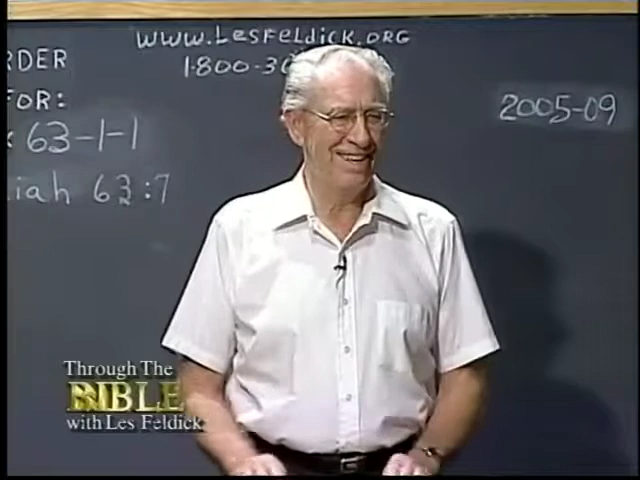 www.LesFeldick.ORG
RDER
1-800-30
FOR:
2005-09
63-1-1
iah 63:7
Through The
BIBLE
with Les Feldick